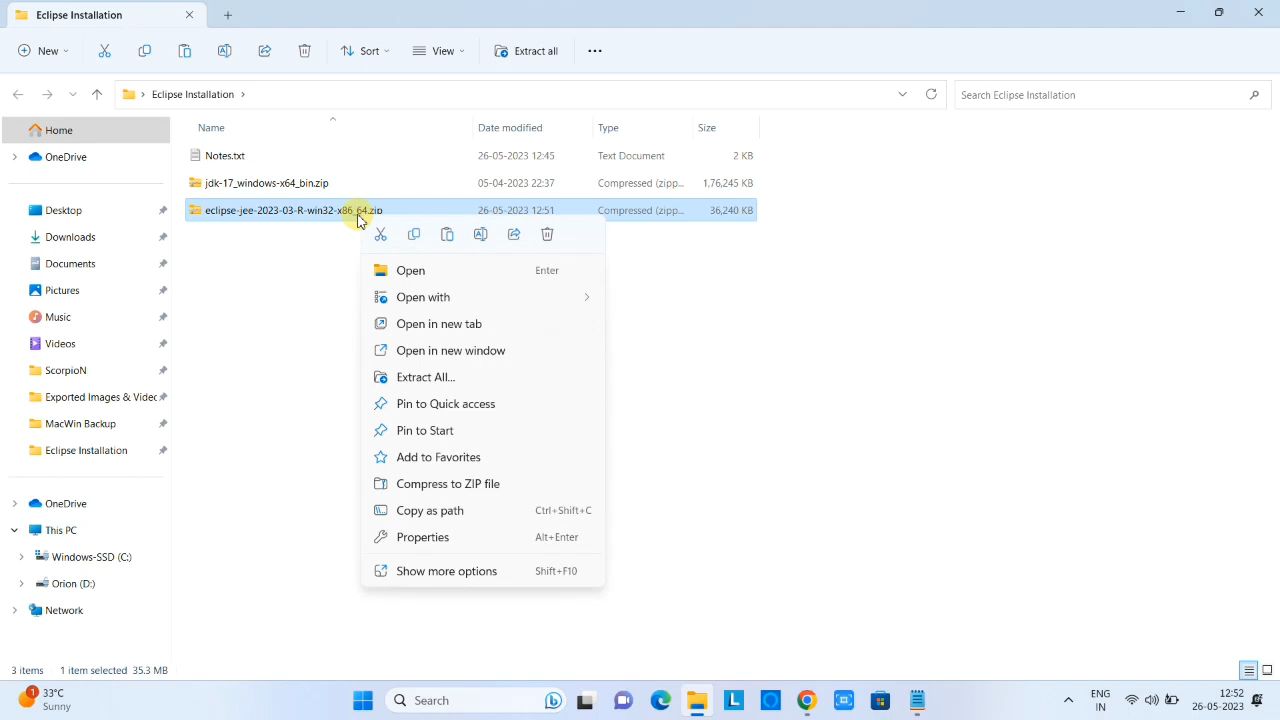 Eclipse Installation
New
Sort
View
Extract all
Eclipse Installation
Search Eclipse Installation
Home
OneDrive
Desktop
Downloads
Documents
Pictures
Music
Videos
ScorpioN
Exported Images & Videc
MacWin Backup
Eclipse Installation
OneDrive
This PC
Windows-SSD (C:)
Orion (D:)
Network
Name Date modified Type Size
Notes.txt 26-05-2023 12:45 Text Document 2 KB
jdk-17_windows-x64_bin.zip 05-04-2023 22:37 Compressed (zipp... 1,76,245 KB
eclipse-jee-2023-03-R-win32-x86_64.zip 26-05-2023 12:51 Compressed (zipp... 36,240 KB
Open Enter
Open with
Open in new tab
Open in new window
Extract All...
Pin to Quick access
Pin to Start
Add to Favorites
Compress to ZIP file
Copy as path Ctrl+Shift+C
Properties Alt+Enter
Show more options Shift+F10
3 items 1 item selected 35.3 MB
1
33°C
Sunny
Search
L
ENG
IN
12:52
26-05-2023